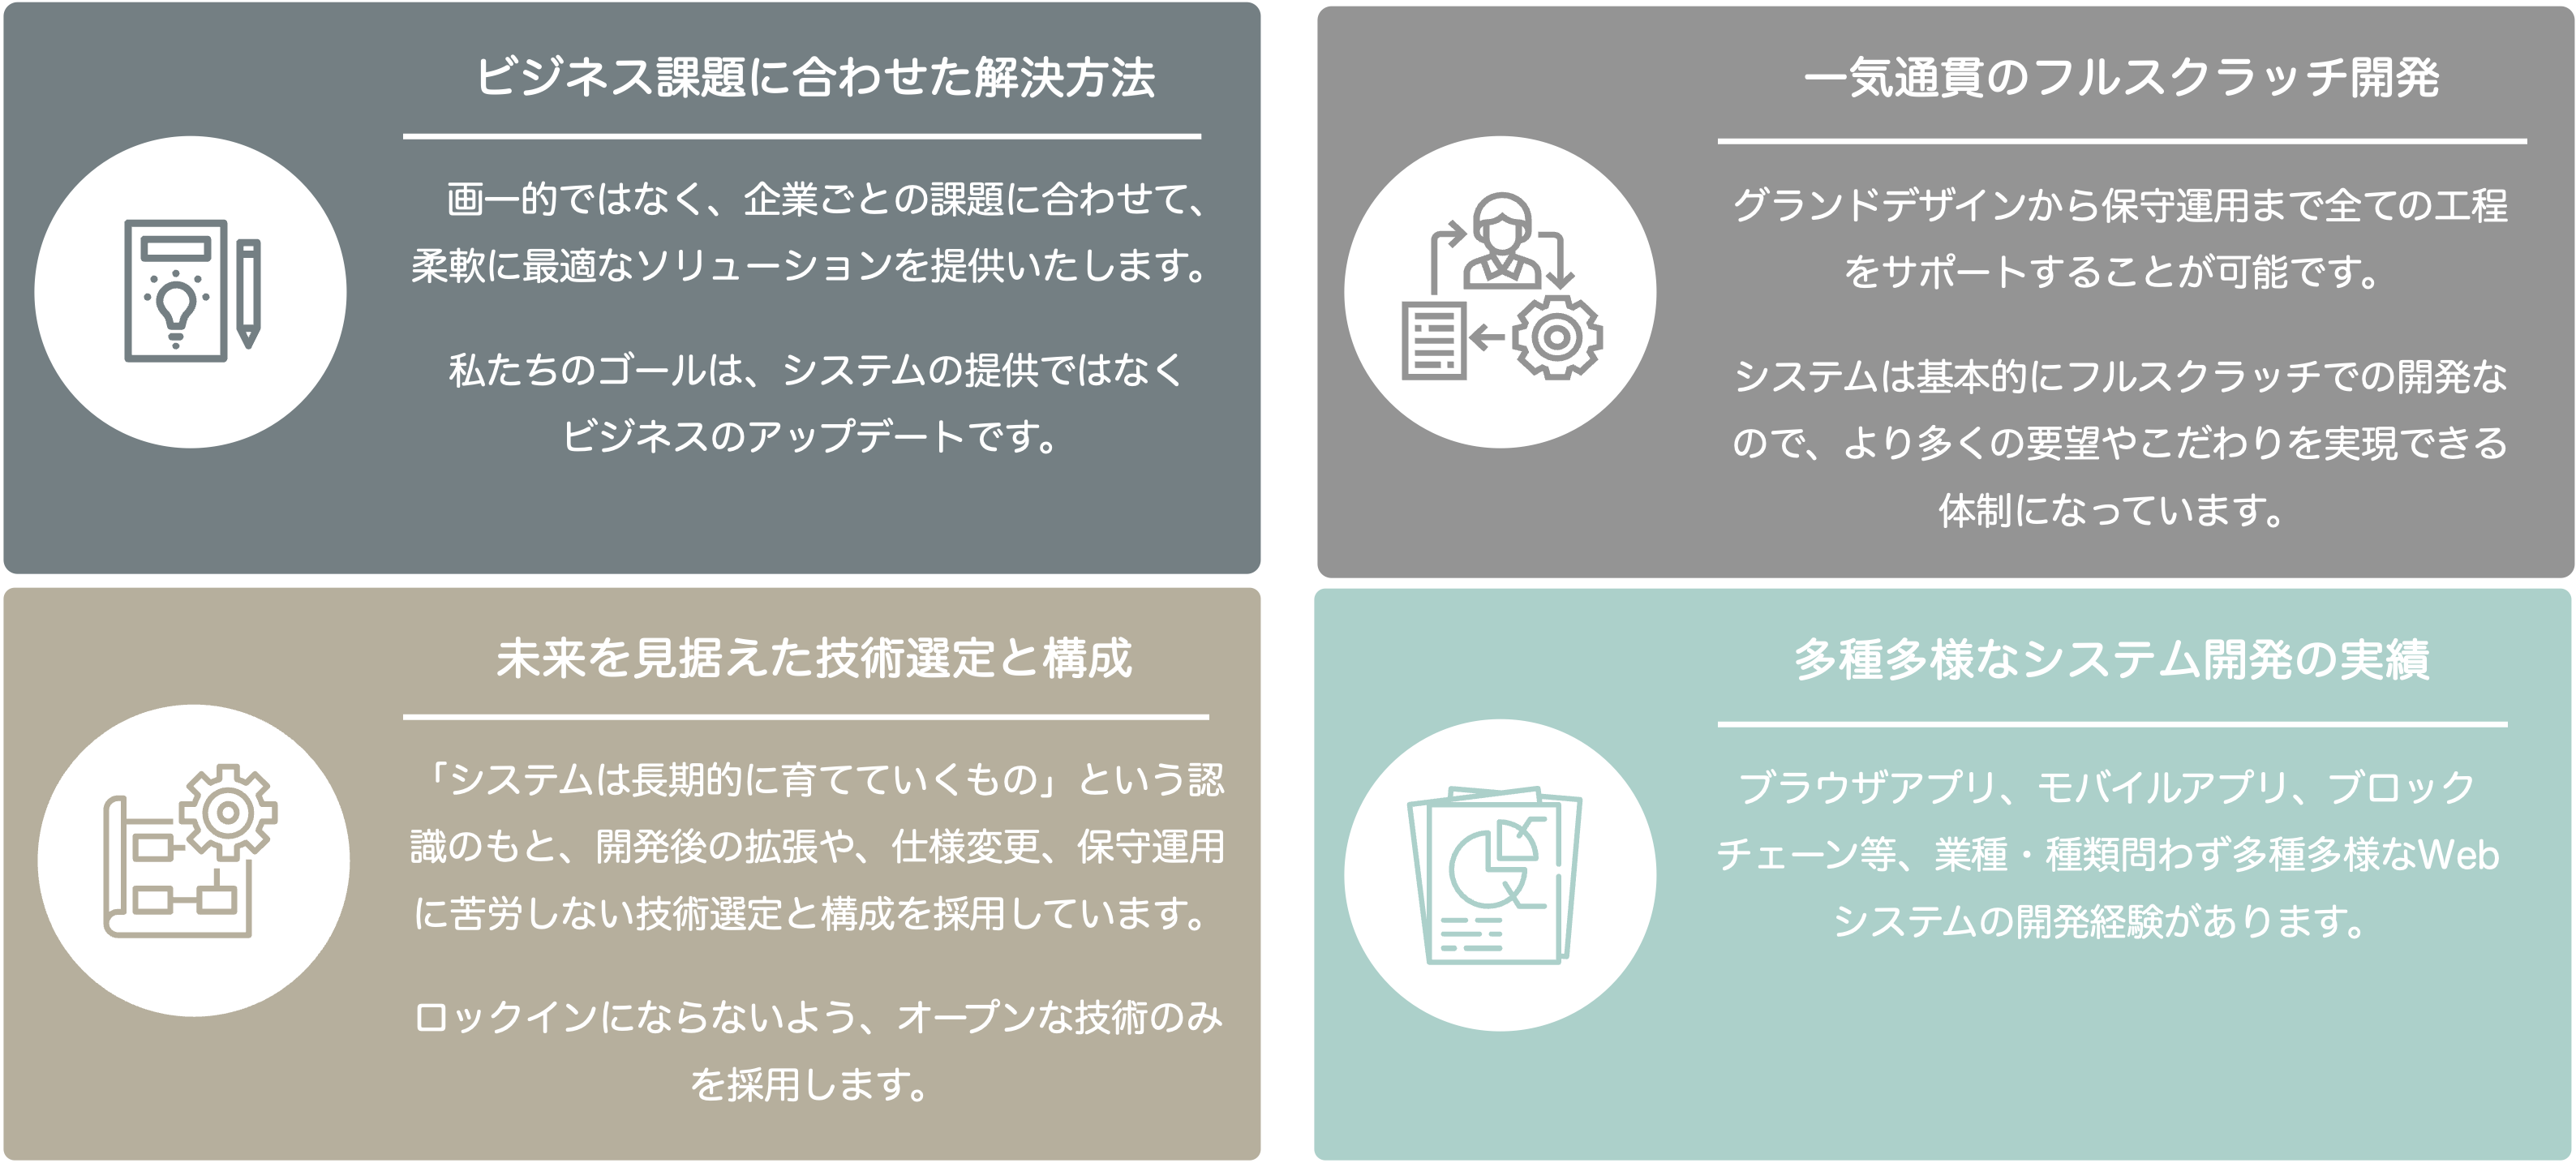 ビジネス課題に合わせた解決方法
画一的ではなく、企業ごとの課題に合わせて、
柔軟に最適なソリューションを提供いたします。
私たちのゴールは、システムの提供ではなく
ビジネスのアップデートです。
一気通貫のフルスクラッチ開発
グランドデザインから保守運用まで全ての工程
をサポートすることが可能です。
システムは基本的にフルスクラッチでの開発な
ので、より多くの要望やこだわりを実現できる
体制になっています。
未来を見据えた技術選定と構成
「システムは長期的に育てていくもの」という認
識のもと、開発後の拡張や、仕様変更、保守運用
に苦労しない技術選定と構成を採用しています。
ロックインにならないよう、オープンな技術のみ
を採用します。
多種多様なシステム開発の実績
ブラウザアプリ、モバイルアプリ、ブロック
チェーン等、業種・種類問わず多種多様なWeb
システムの開発経験があります。